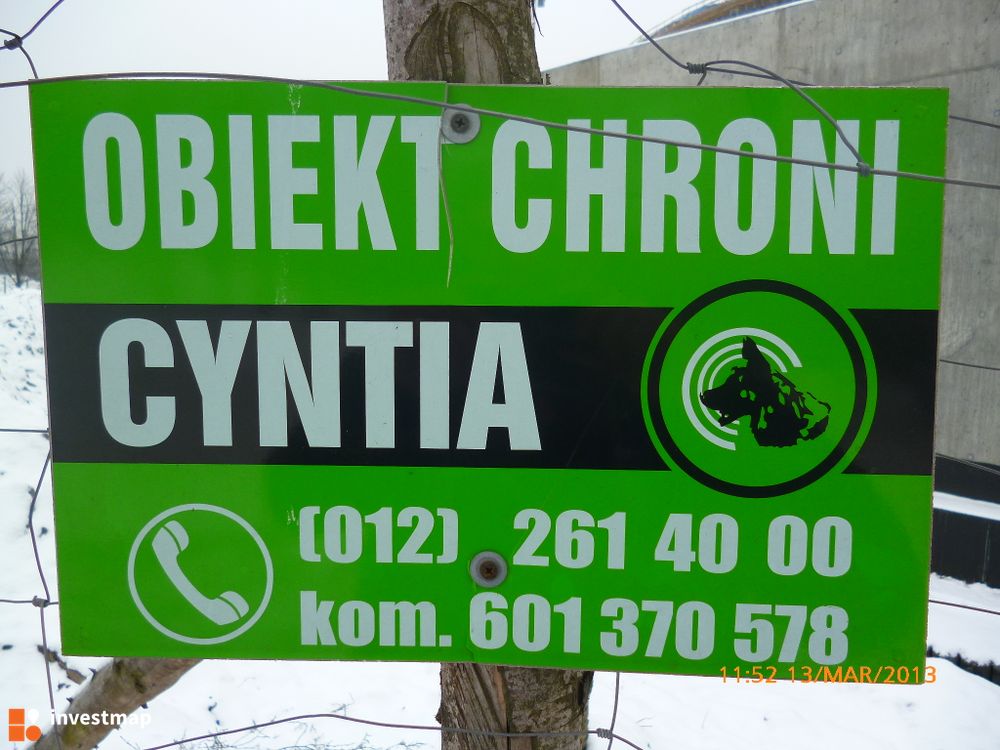 OBIEKT CHRONI
CYNTIA
(012) 261 40 00
kom. 601 370 578
11:52 13/MAR/2013
investmap